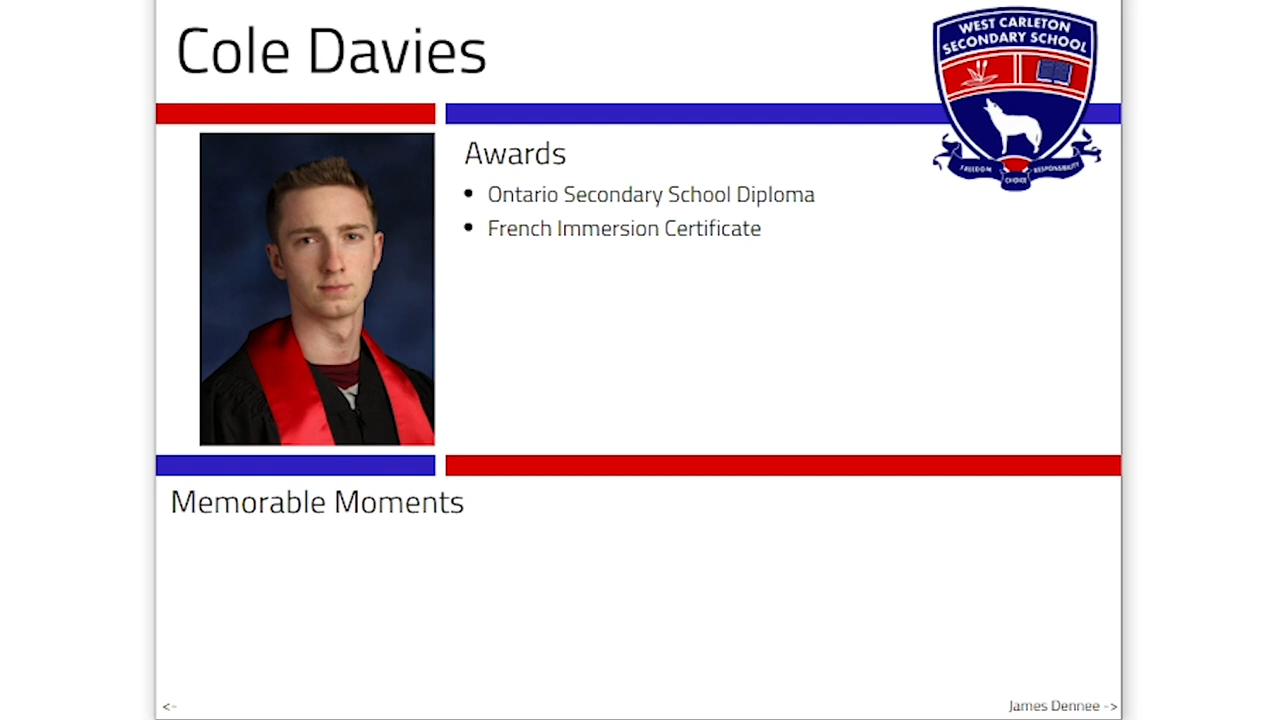 Cole Davies
WEST CARLETON
SECONDARY SCHOOL
Awards
• Ontario Secondary School Diploma
• French Immersion Certificate
FREEDOM
CHOICE
RESPONSIBILITY
Memorable Moments
<-
James Dennee ->